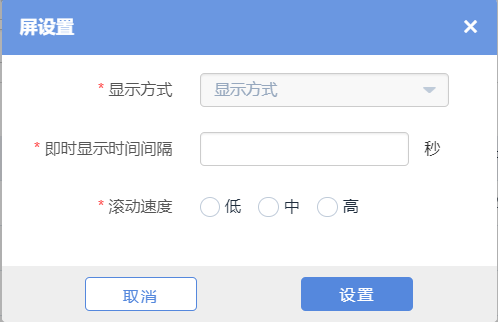 屏设置
* 显示方式 显示方式
* 即时显示时间间隔 秒
* 滚动速度 低 中 高
取消 设置